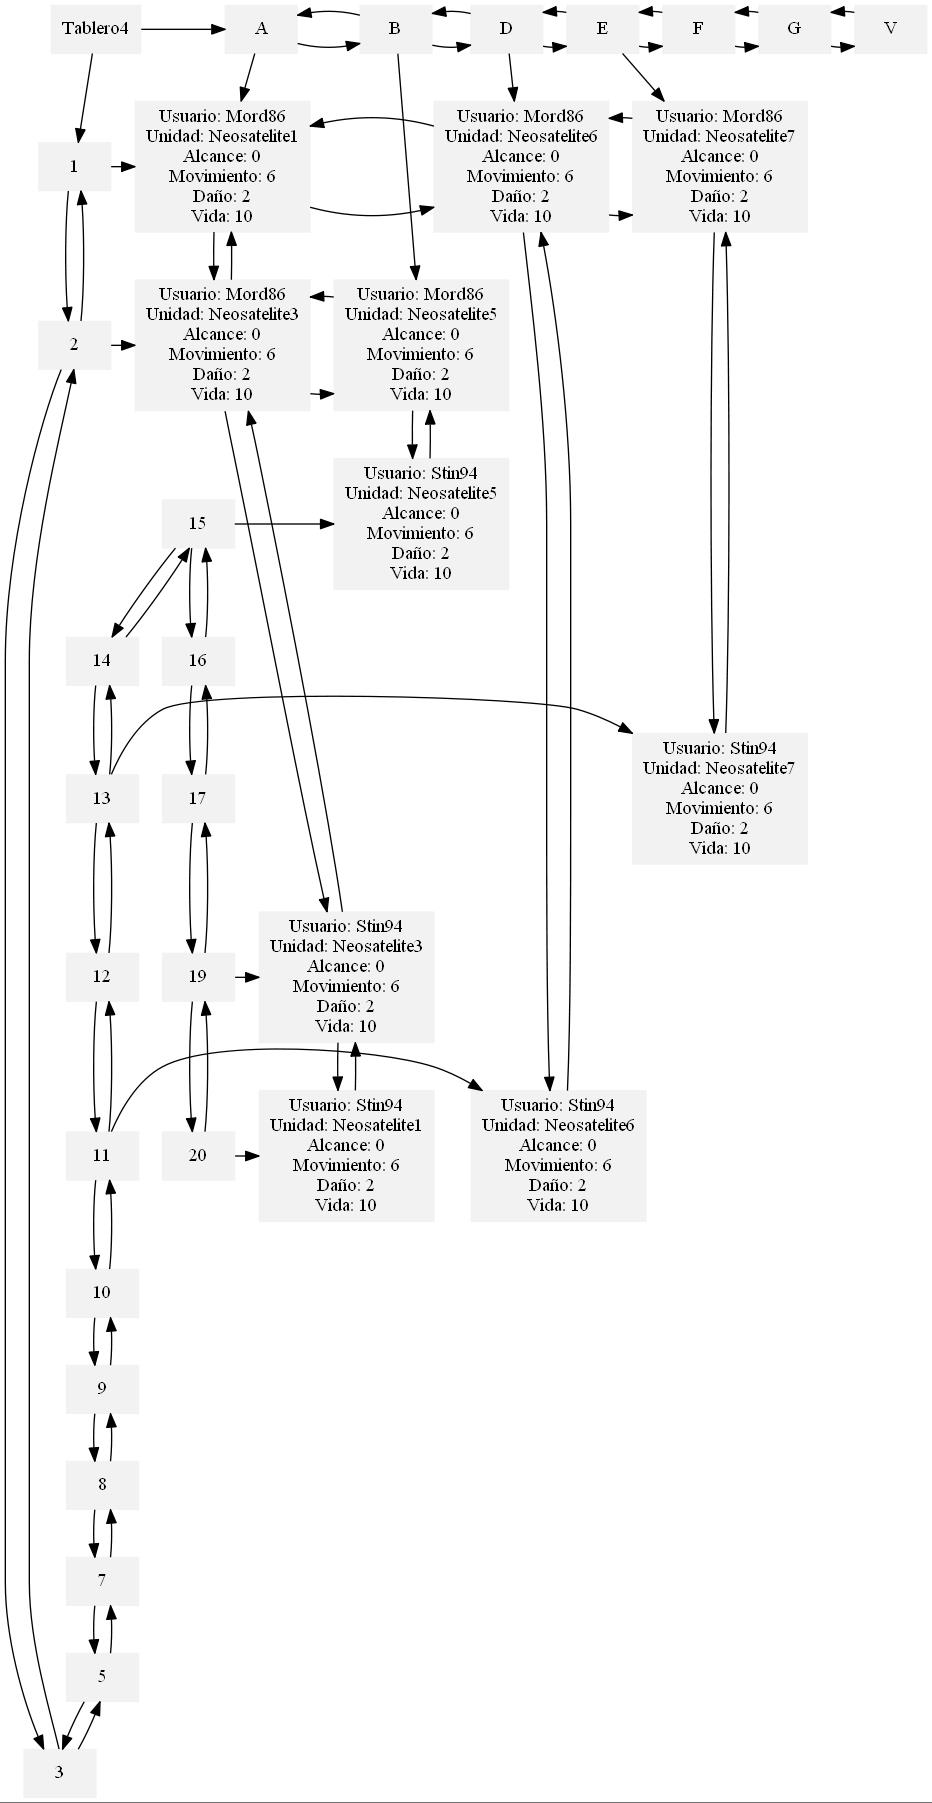 Tablero4
A
B
D
E
F
G
V
Usuario: Mord86
Unidad: Neosatelite1
Alcance: 0
Movimiento: 6
Daño: 2
Vida: 10
Usuario: Mord86
Unidad: Neosatelite6
Alcance: 0
Movimiento: 6
Daño: 2
Vida: 10
Usuario: Mord86
Unidad: Neosatelite7
Alcance: 0
Movimiento: 6
Daño: 2
Vida: 10
1
Usuario: Mord86
Unidad: Neosatelite3
Alcance: 0
Movimiento: 6
Daño: 2
Vida: 10
Usuario: Mord86
Unidad: Neosatelite5
Alcance: 0
Movimiento: 6
Daño: 2
Vida: 10
2
Usuario: Stin94
Unidad: Neosatelite5
Alcance: 0
Movimiento: 6
Daño: 2
Vida: 10
15
14
16
Usuario: Stin94
Unidad: Neosatelite7
Alcance: 0
Movimiento: 6
Daño: 2
Vida: 10
13
17
Usuario: Stin94
Unidad: Neosatelite3
Alcance: 0
Movimiento: 6
Daño: 2
Vida: 10
12
19
Usuario: Stin94
Unidad: Neosatelite1
Alcance: 0
Movimiento: 6
Daño: 2
Vida: 10
Usuario: Stin94
Unidad: Neosatelite6
Alcance: 0
Movimiento: 6
Daño: 2
Vida: 10
11
20
10
9
8
7
5
3